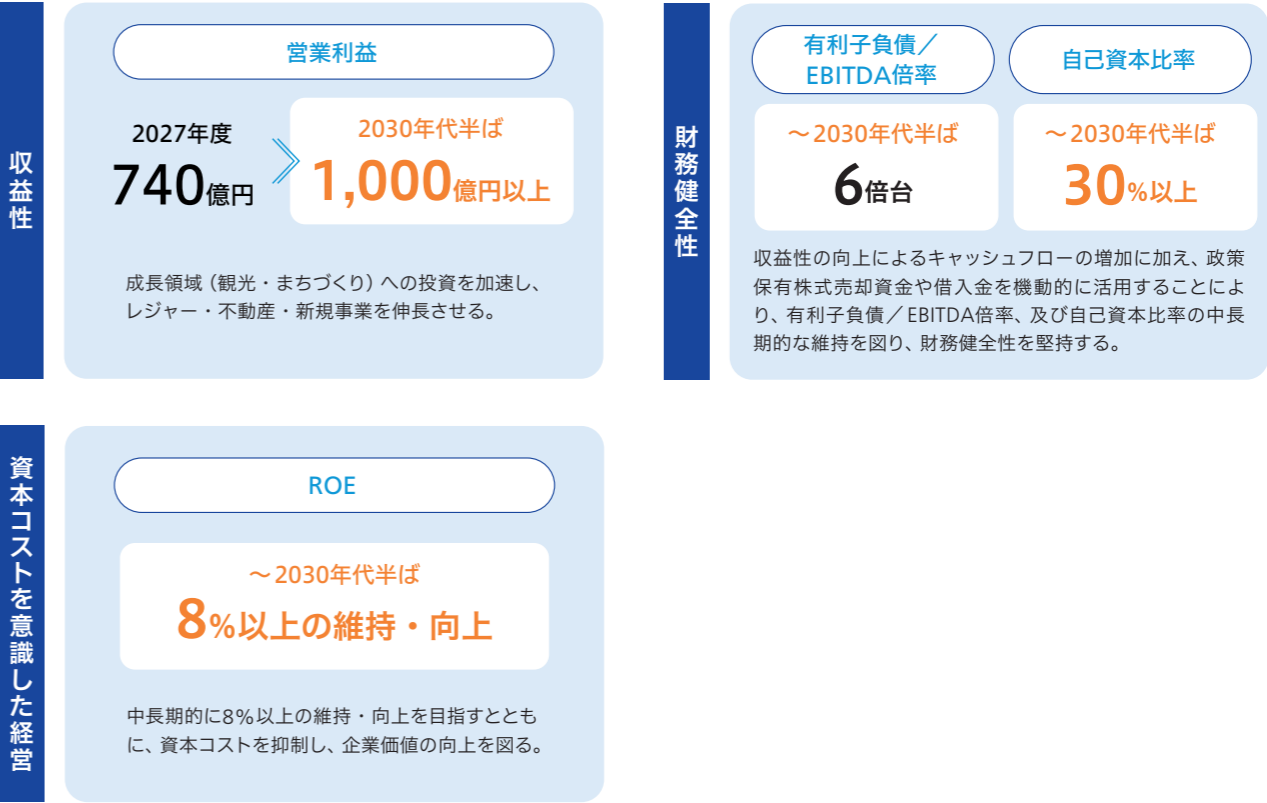 収益性
営業利益
2027年度
740億円
2030年代半ば
1,000億円以上
成長領域(観光・まちづくり)への投資を加速し、
レジャー・不動産・新規事業を伸長させる。
財務健全性
有利子負債/
EBITDA倍率
～2030年代半ば
6倍台
自己資本比率
～2030年代半ば
30%以上
収益性の向上によるキャッシュフローの増加に加え、政策
保有株式売却資金や借入金を機動的に活用することによ
り、有利子負債/EBITDA倍率、及び自己資本比率の中長
期的な維持を図り、財務健全性を堅持する。
資本コストを意識した経営
ROE
～2030年代半ば
8%以上の維持・向上
中長期的に8%以上の維持・向上を目指すととも
に、資本コストを抑制し、企業価値の向上を図る。